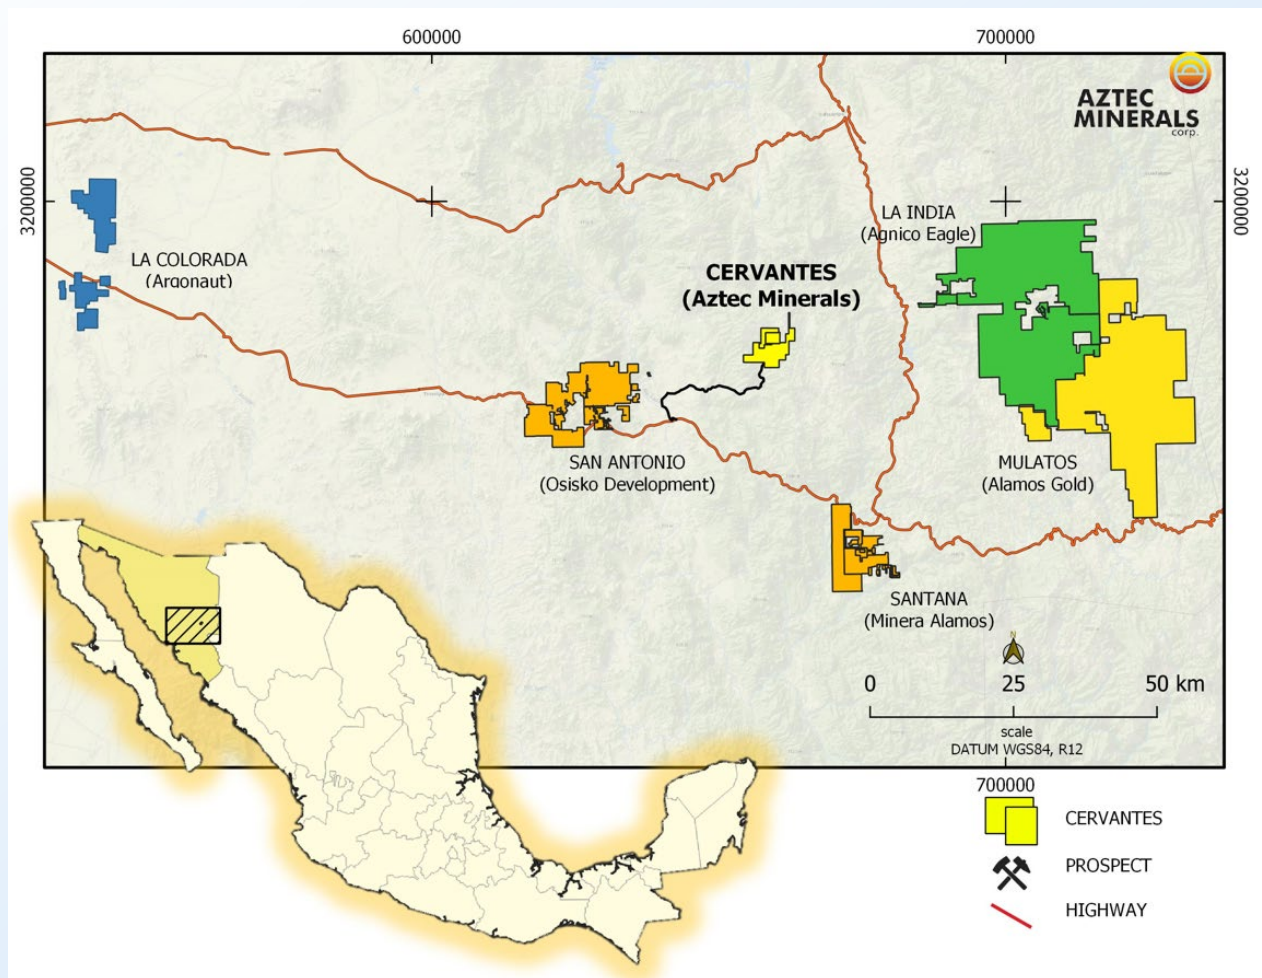 600000
700000
AZTEC
MINERALS
corp.
3200000
3200000
LA INDIA
(Agnico Eagle)
LA COLORADA
(Argonaut)
CERVANTES
(Aztec Minerals)
SAN ANTONIO
(Osisko Development)
MULATOS
(Alamos Gold)
SANTANA
(Minera Alamos)
N
0 25 50 km
scale
DATUM WGS84, R12
700000
CERVANTES
PROSPECT
HIGHWAY